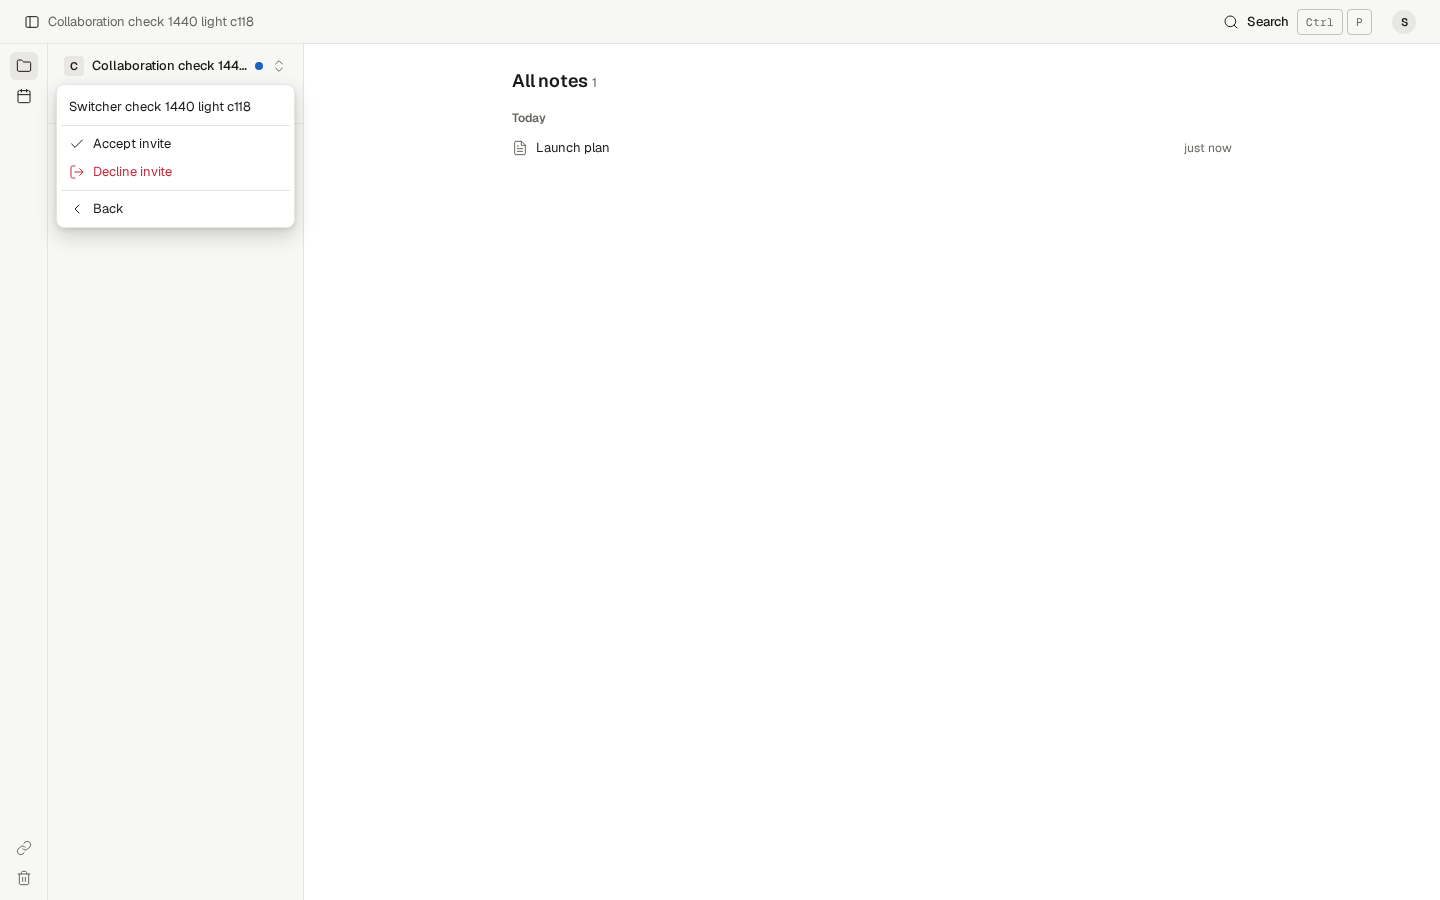 Collaboration check 1440 light c118
Search Ctrl P S
C Collaboration check 144...
Switcher check 1440 light c118
Accept invite
Decline invite
Back
All notes 1
Today
Launch plan just now